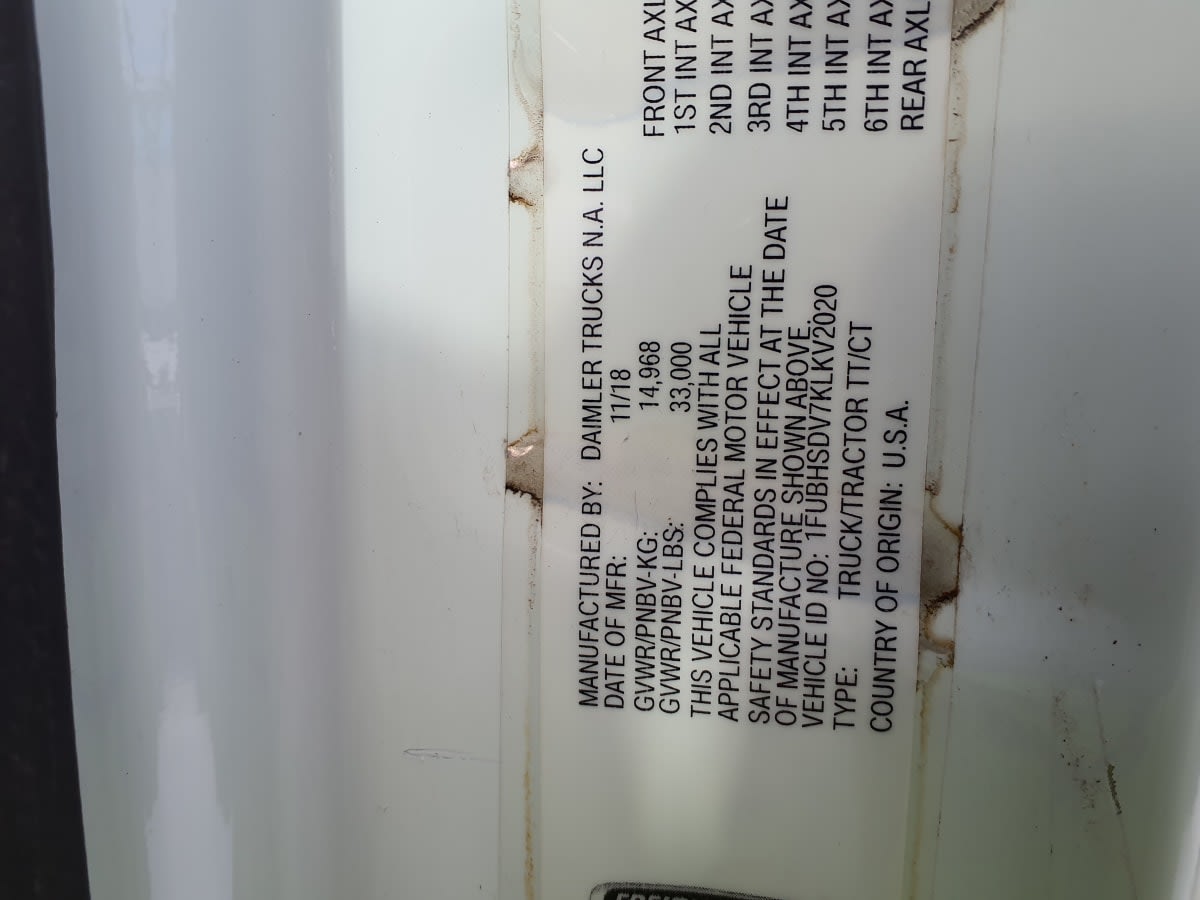 MANUFACTURED BY: DAIMLER TRUCKS N.A. LLC
DATE OF MFR: 11/18
GVWR/PNBV-KG: 14,968
GVWR/PNBV-LBS: 33,000
THIS VEHICLE COMPLIES WITH ALL
APPLICABLE FEDERAL MOTOR VEHICLE
SAFETY STANDARDS IN EFFECT AT THE DATE
OF MANUFACTURE SHOWN ABOVE.
VEHICLE ID NO: 1FUBHSDV7KLKV2020
TYPE: TRUCK/TRACTOR TT/CT
COUNTRY OF ORIGIN: U.S.A.
FRONT AXL
1ST INT AX
2ND INT AX
3RD INT AX
4TH INT AX
5TH INT AX
6TH INT AX
REAR AXL